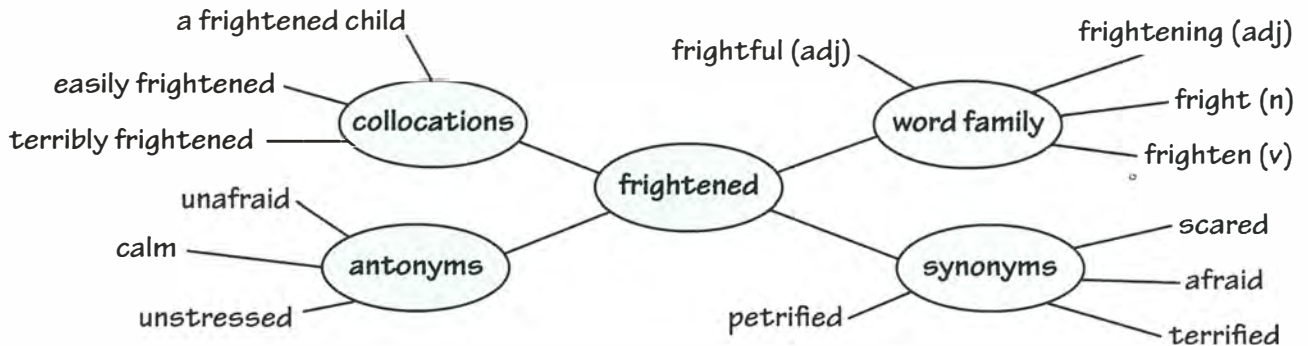 a frightened child
easily frightened
terribly frightened
collocations
frightful (adj)
frightening (adj)
fright (n)
frighten (v)
word family
frightened
unafraid
calm
unstressed
antonyms
synonyms
scared
afraid
terrified
petrified